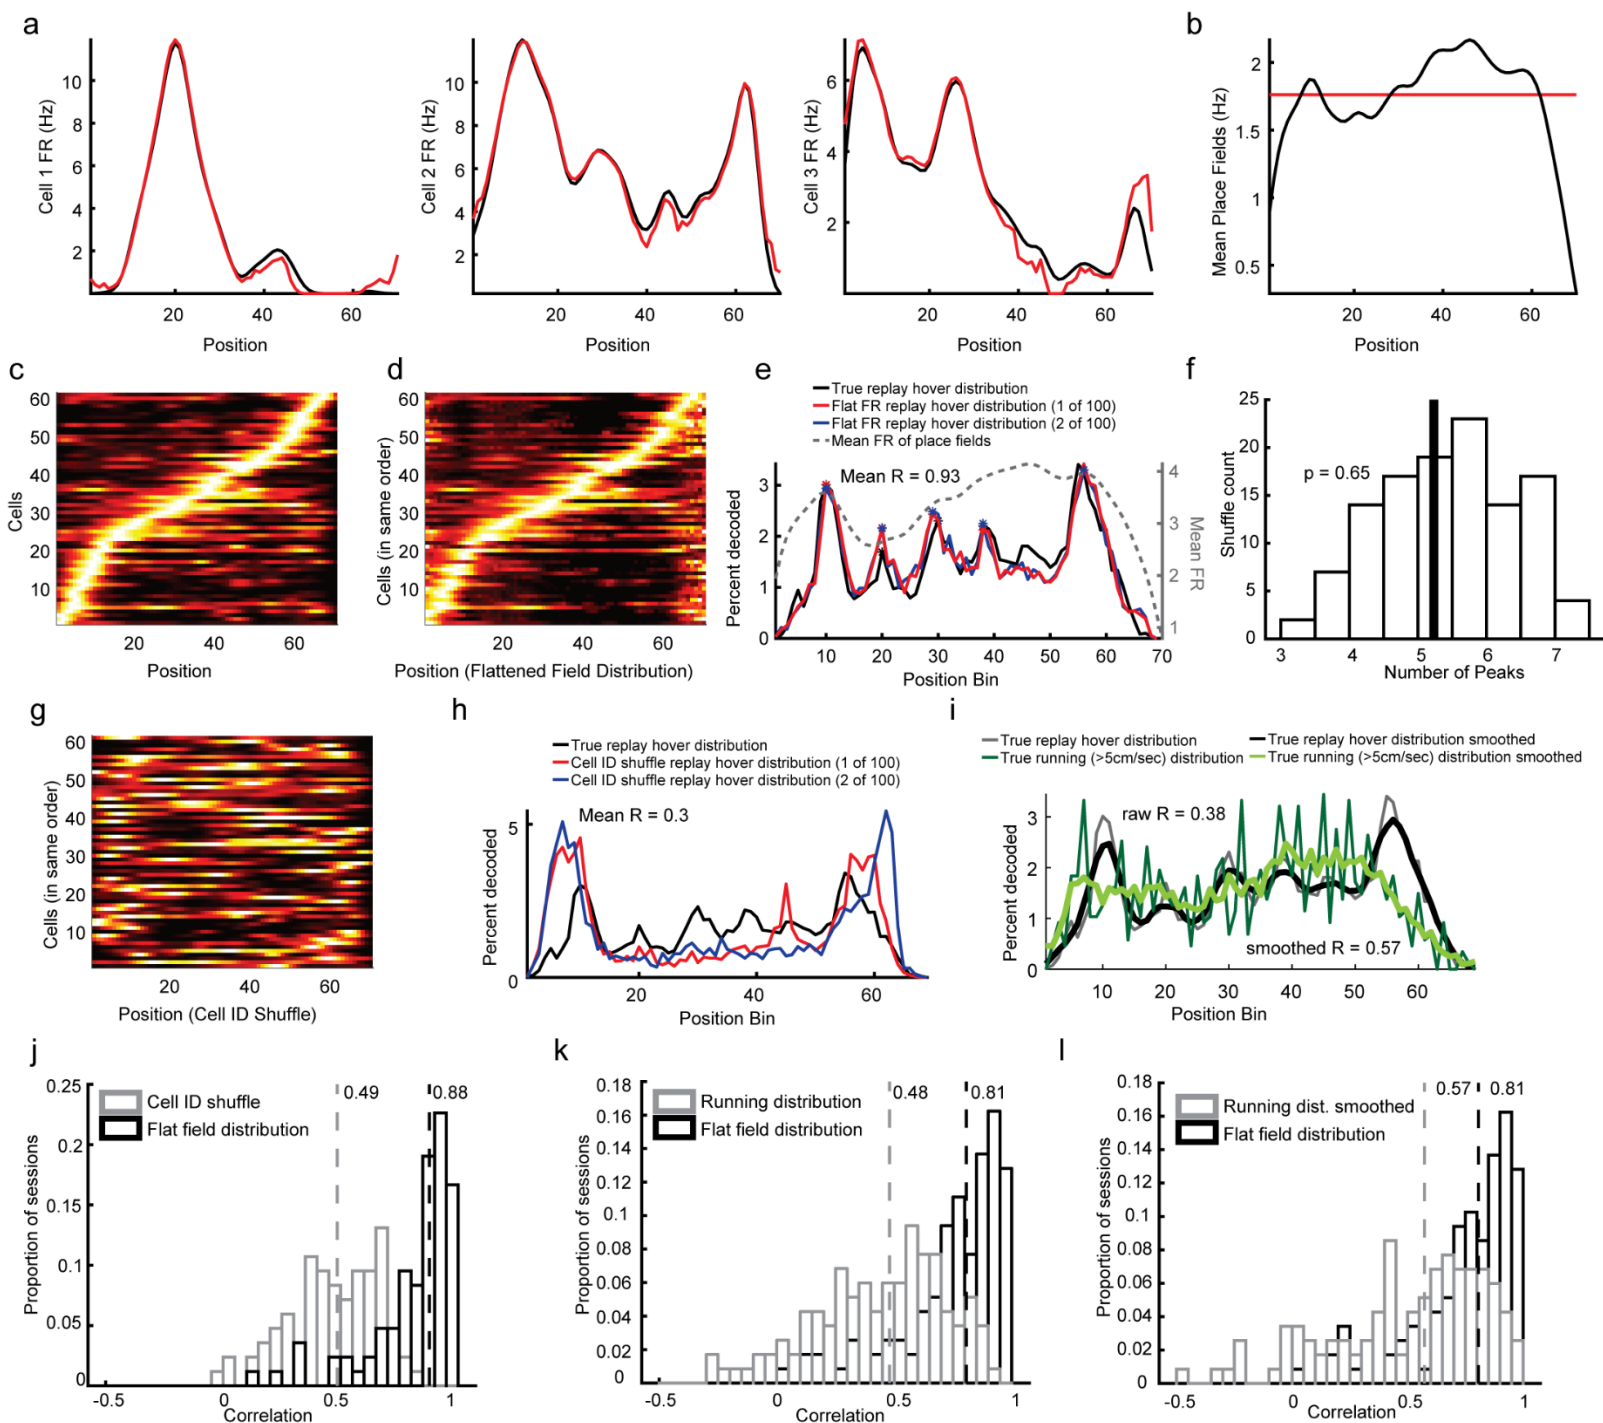 a
Cell 1 FR (Hz)
10
8
6
4
2
20
40
60
Position
Cell 2 FR (Hz)
10
8
6
4
2
20
40
60
Position
Cell 3 FR (Hz)
6
4
2
20
40
60
Position
b
Mean Place Fields (Hz)
2
1.5
1
0.5
20
40
60
Position
c
Cells
60
50
40
30
20
10
20
40
60
Position
d
Cells (in same order)
60
50
40
30
20
10
20
40
60
Position (Flattened Field Distribution)
e
True replay hover distribution
Flat FR replay hover distribution (1 of 100)
Flat FR replay hover distribution (2 of 100)
Mean FR of place fields
Mean R = 0.93
Percent decoded
3
2
1
0
10
20
30
40
50
60
70
Position Bin
4
3
2
1
Mean FR
f
p = 0.65
Shuffle count
25
20
15
10
5
0
3
4
5
6
7
Number of Peaks
g
Cells (in same order)
60
50
40
30
20
10
20
40
60
Position (Cell ID Shuffle)
h
True replay hover distribution
Cell ID shuffle replay hover distribution (1 of 100)
Cell ID shuffle replay hover distribution (2 of 100)
Mean R = 0.3
Percent decoded
5
0
20
40
60
Position Bin
i
True replay hover distribution
True running (>5cm/sec) distribution
True replay hover distribution smoothed
True running (>5cm/sec) distribution smoothed
raw R = 0.38
smoothed R = 0.57
Percent decoded
3
2
1
0
10
20
30
40
50
60
Position Bin
j
Cell ID shuffle
Flat field distribution
0.49
0.88
Proportion of sessions
0.25
0.2
0.15
0.1
0.05
0
-0.5
0
0.5
1
Correlation
k
Running distribution
Flat field distribution
0.48
0.81
Proportion of sessions
0.18
0.16
0.14
0.12
0.1
0.08
0.06
0.04
0.02
0
-0.5
0
0.5
1
Correlation
l
Running dist. smoothed
Flat field distribution
0.57
0.81
Proportion of sessions
0.18
0.16
0.14
0.12
0.1
0.08
0.06
0.04
0.02
0
-0.5
0
0.5
1
Correlation